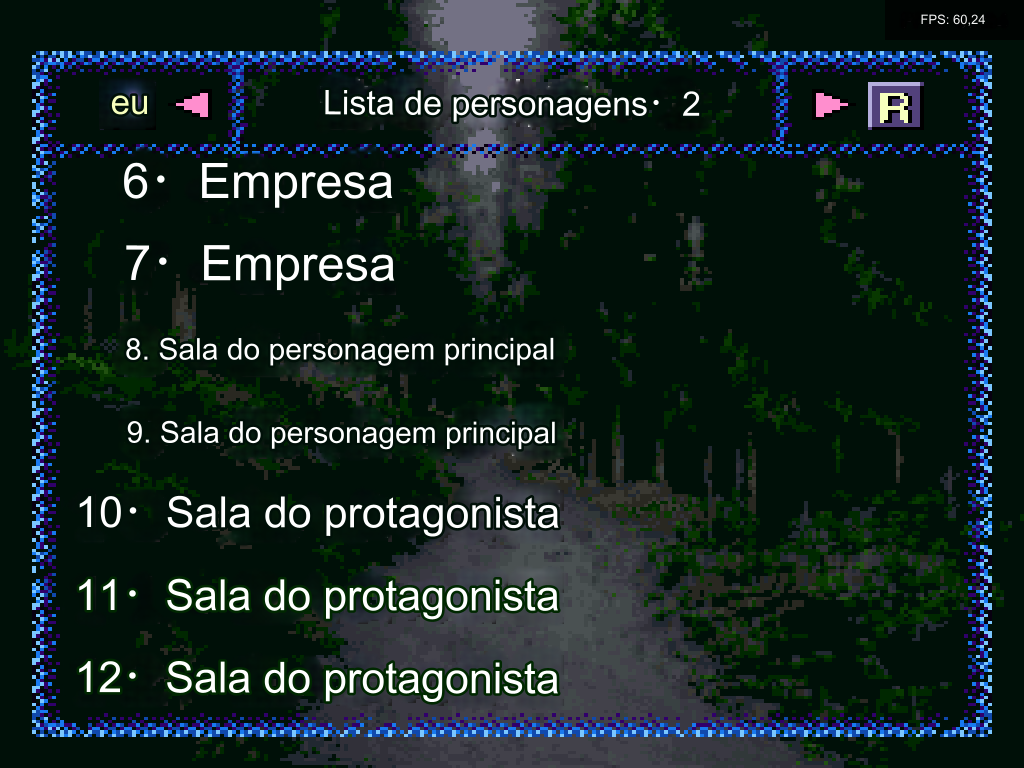 FPS: 60,24
eu Lista de personagens· 2 R
6· Empresa
7· Empresa
8. Sala do personagem principal
9. Sala do personagem principal
10· Sala do protagonista
11· Sala do protagonista
12· Sala do protagonista